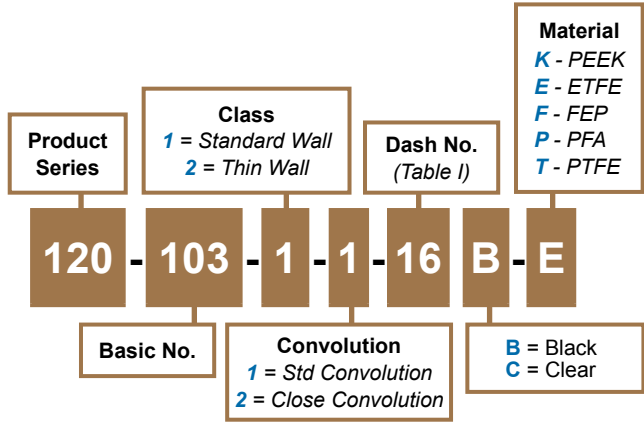 Material
K - PEEK
E - ETFE
F - FEP
P - PFA
T - PTFE
Class
1 = Standard Wall
2 = Thin Wall
Product
Series
Dash No.
(Table I)
120 - 103 - 1 - 1 - 16 B - E
Basic No.
Convolution
1 = Std Convolution
2 = Close Convolution
B = Black
C = Clear